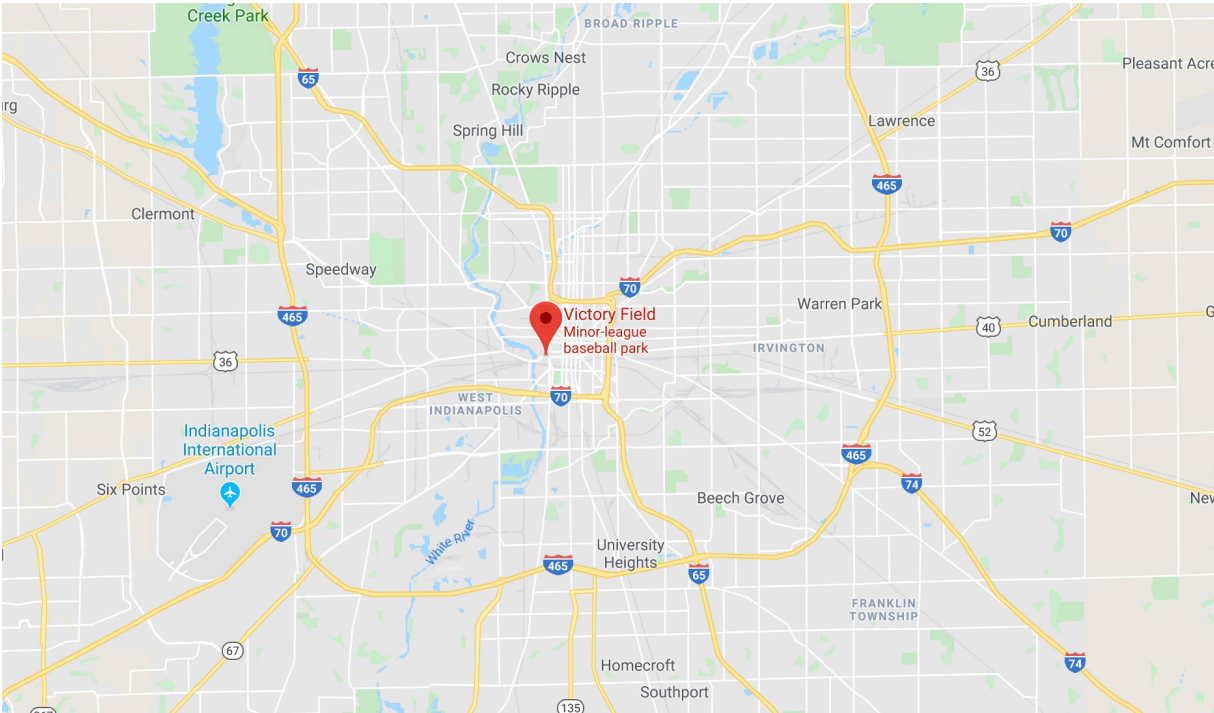 Creek Park
BROAD RIPPLE
Crows Nest
36
Pleasant Acre
65
Rocky Ripple
rg
Spring Hill
Lawrence
Mt Comfort
465
Clermont
70
Speedway
70
Warren Park
465
Victory Field
Minor-league
baseball park
40
Cumberland
G
36
IRVINGTON
70
WEST
INDIANAPOLIS
Indianapolis
International
Airport
52
465
Six Points
465
74
Beech Grove
New
70
White River
University
Heights
465
65
FRANKLIN
TOWNSHIP
67
Homecroft
74
Southport
135